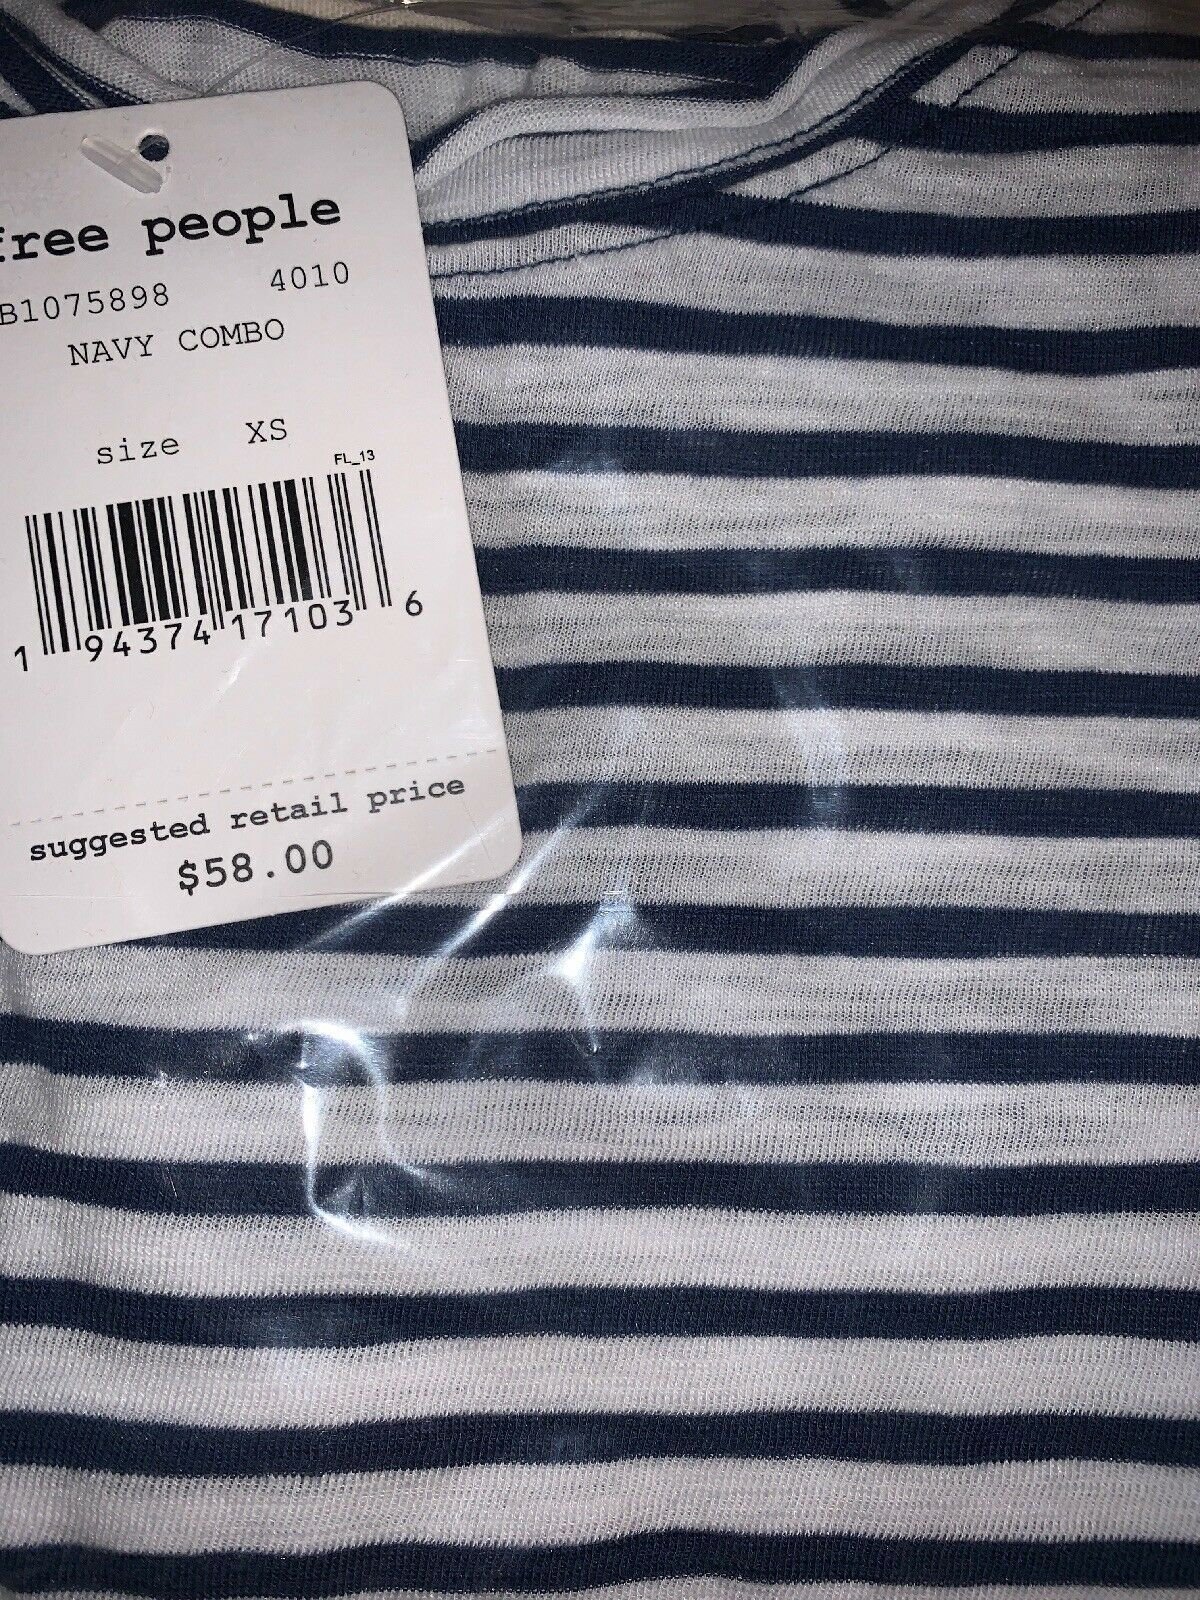 free people
B1075898 4010
NAVY COMBO
size XS
FL_13
1 94374 17103 6
suggested retail price
$58.00